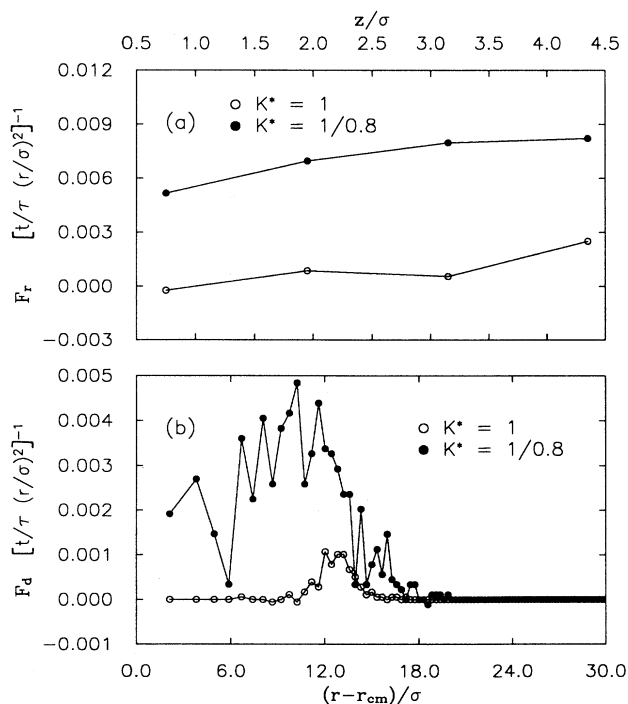 z/σ
0.5 1.0 1.5 2.0 2.5 3.0 3.5 4.0 4.5
0.012
0.009
0.006
0.003
0.000
−0.003
F_r [t/τ (r/σ)²]⁻¹
(a)
○ K* = 1
● K* = 1/0.8
0.005
0.004
0.003
0.002
0.001
0.000
−0.001
F_d [t/τ (r/σ)²]⁻¹
(b)
○ K* = 1
● K* = 1/0.8
0.0 6.0 12.0 18.0 24.0 30.0
(r−r_cm)/σ